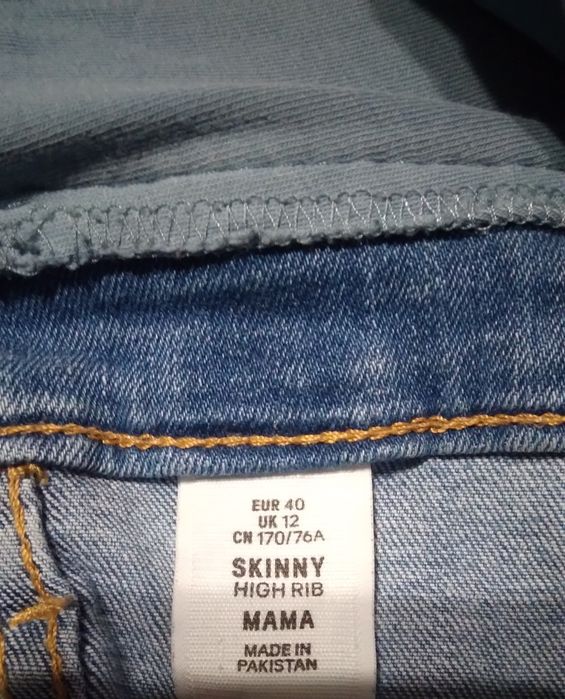 EUR 40
UK 12
CN 170/76A
SKINNY
HIGH RIB
MAMA
MADE IN
PAKISTAN